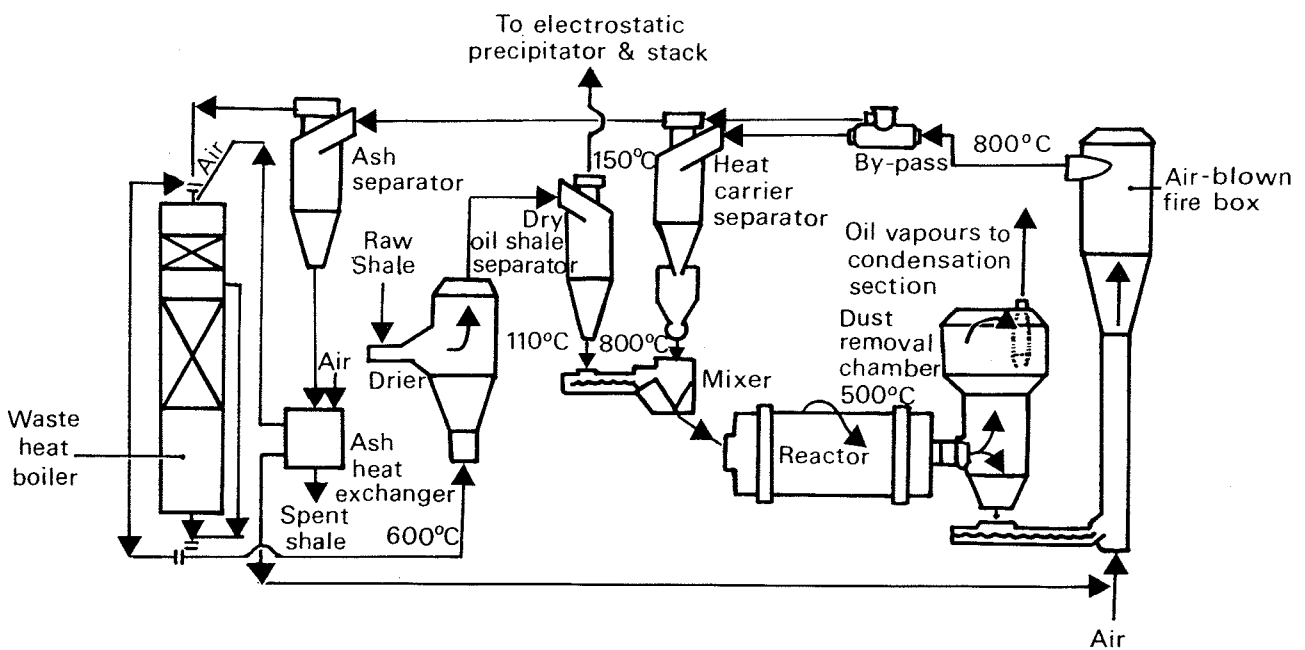 To electrostatic
precipitator & stack
Air
Ash
separator
150°C
Heat
carrier
separator
By-pass
800°C
Air-blown
fire box
Raw
Shale
Dry
oil shale
separator
Oil vapours to
condensation
section
Dust
removal
chamber
500°C
110°C
800°C
Air
Drier
Mixer
Waste
heat
boiler
Ash
heat
exchanger
Reactor
Spent
shale
600°C
Air